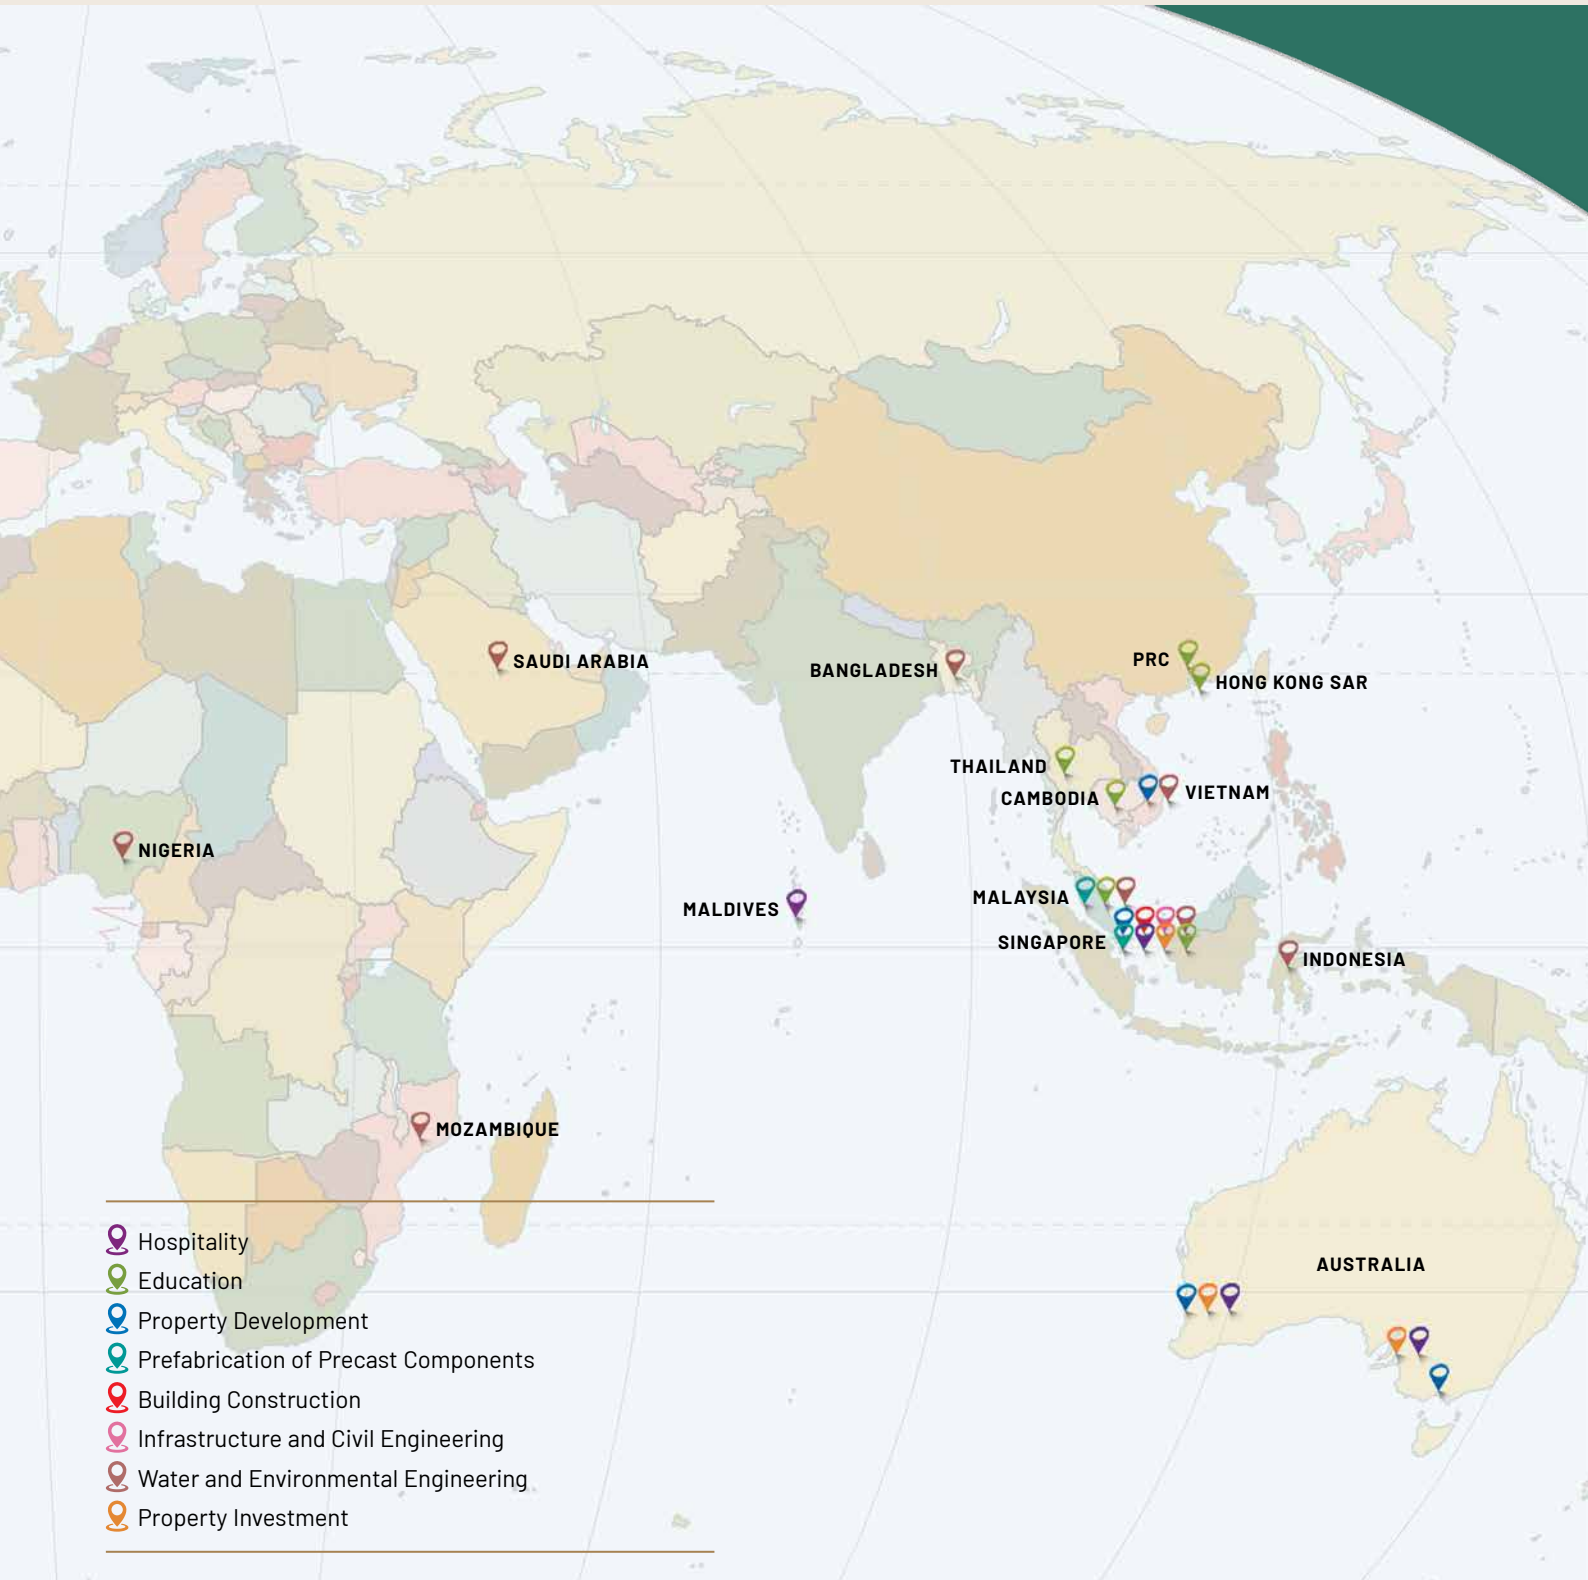 SAUDI ARABIA
BANGLADESH
PRC
HONG KONG SAR
THAILAND
CAMBODIA
VIETNAM
NIGERIA
MALDIVES
MALAYSIA
SINGAPORE
INDONESIA
MOZAMBIQUE
AUSTRALIA
Hospitality
Education
Property Development
Prefabrication of Precast Components
Building Construction
Infrastructure and Civil Engineering
Water and Environmental Engineering
Property Investment